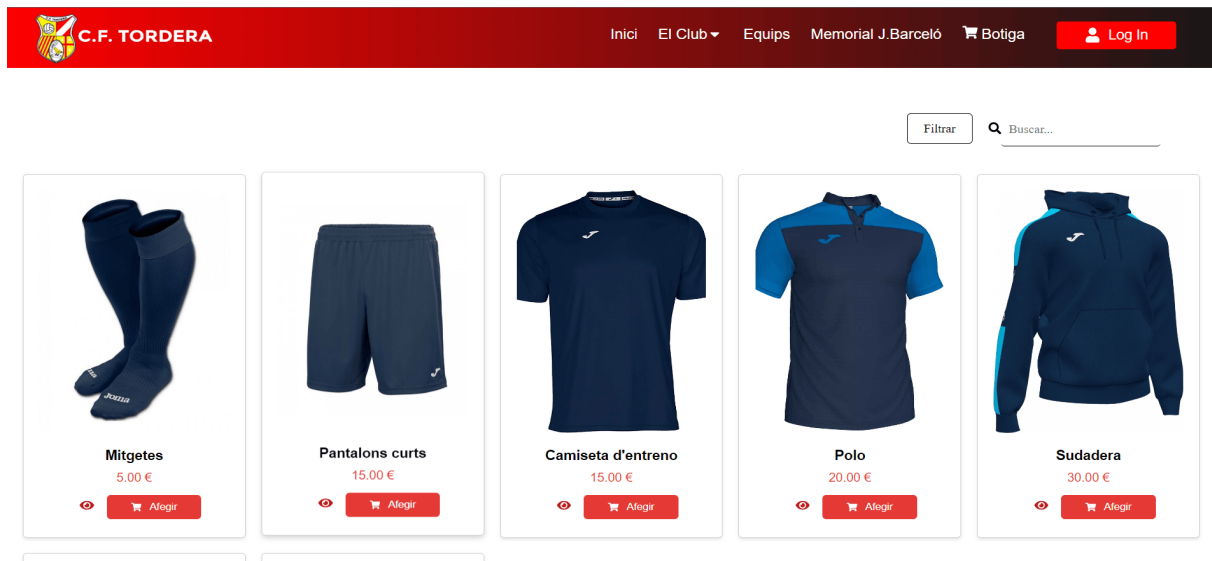 C.F. TORDERA
Inici El Club Equips Memorial J.Barceló Botiga Log In
Filtrar Buscar...
Joma
Mitgetes
5.00 €
Afegir
Pantalons curts
15.00 €
Afegir
Camiseta d'entreno
15.00 €
Afegir
Polo
20.00 €
Afegir
Sudadera
30.00 €
Afegir